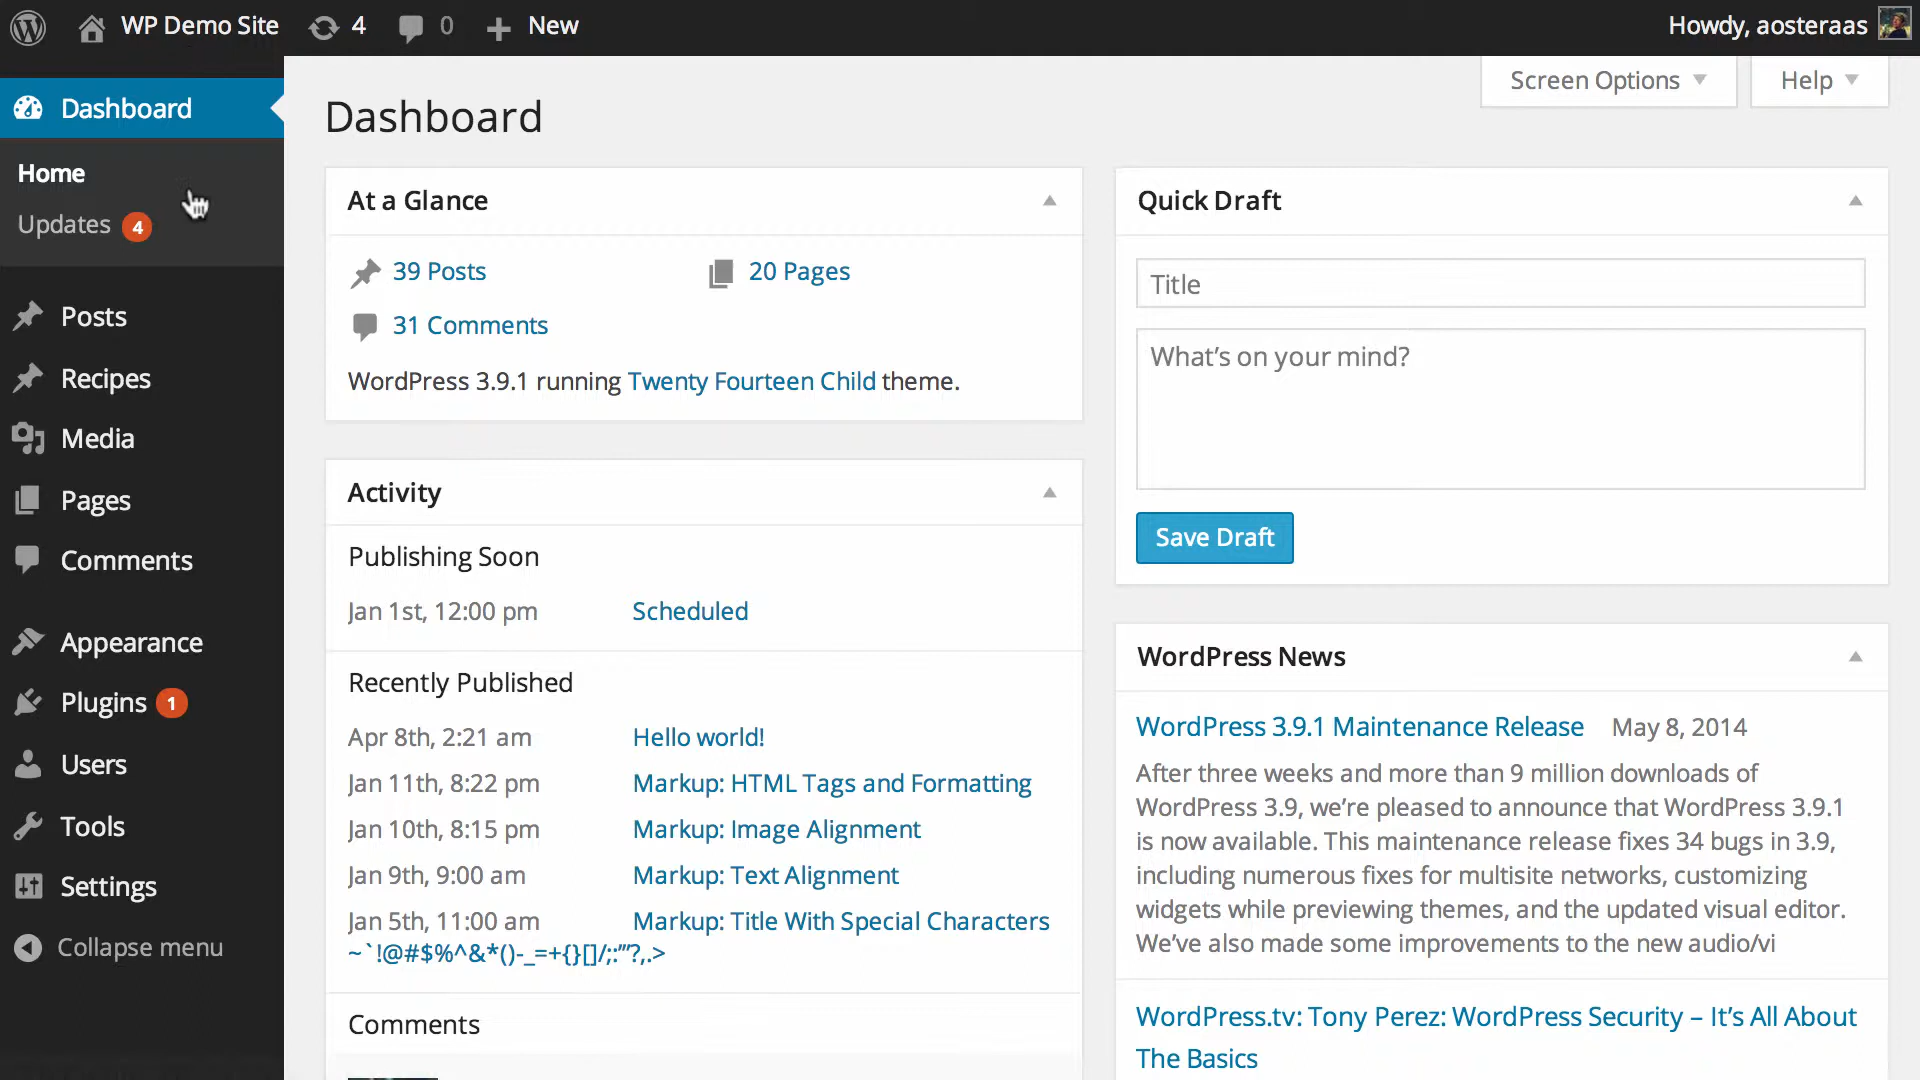 WP Demo Site 4 0 New Howdy, aosteraas
Screen Options Help
Dashboard
Home
Updates 4
Posts
Recipes
Media
Pages
Comments
Appearance
Plugins 1
Users
Tools
Settings
Collapse menu
Dashboard
At a Glance
39 Posts 20 Pages
31 Comments
WordPress 3.9.1 running Twenty Fourteen Child theme.
Activity
Publishing Soon
Jan 1st, 12:00 pm Scheduled
Recently Published
Apr 8th, 2:21 am Hello world!
Jan 11th, 8:22 pm Markup: HTML Tags and Formatting
Jan 10th, 8:15 pm Markup: Image Alignment
Jan 9th, 9:00 am Markup: Text Alignment
Jan 5th, 11:00 am Markup: Title With Special Characters
~`!@#$%^&*()-_=+{}[]/;:'"?,.>
Comments
Quick Draft
Title
What's on your mind?
Save Draft
WordPress News
WordPress 3.9.1 Maintenance Release May 8, 2014
After three weeks and more than 9 million downloads of
WordPress 3.9, we're pleased to announce that WordPress 3.9.1
is now available. This maintenance release fixes 34 bugs in 3.9,
including numerous fixes for multisite networks, customizing
widgets while previewing themes, and the updated visual editor.
We've also made some improvements to the new audio/vi
WordPress.tv: Tony Perez: WordPress Security – It's All About
The Basics